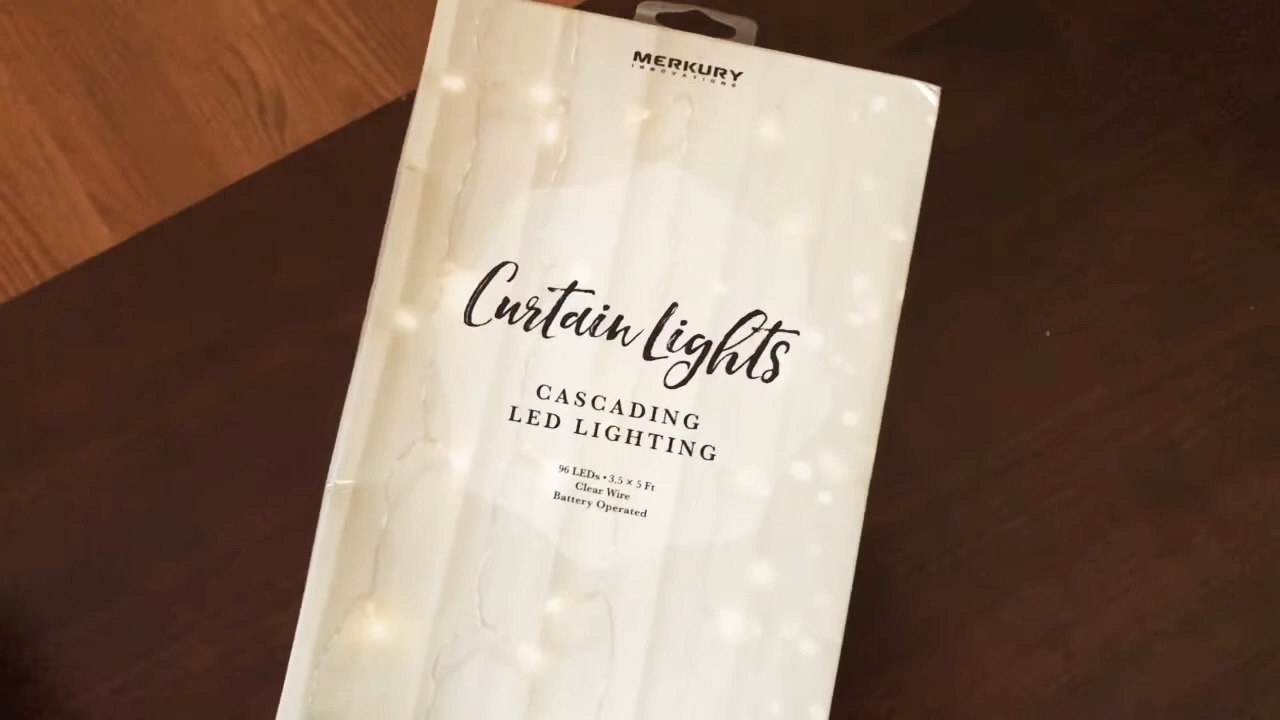 MERKURY
INNOVATIONS
Curtain Lights
CASCADING
LED LIGHTING
96 LEDs • 3.5 × 5 Ft
Clear Wire
Battery Operated